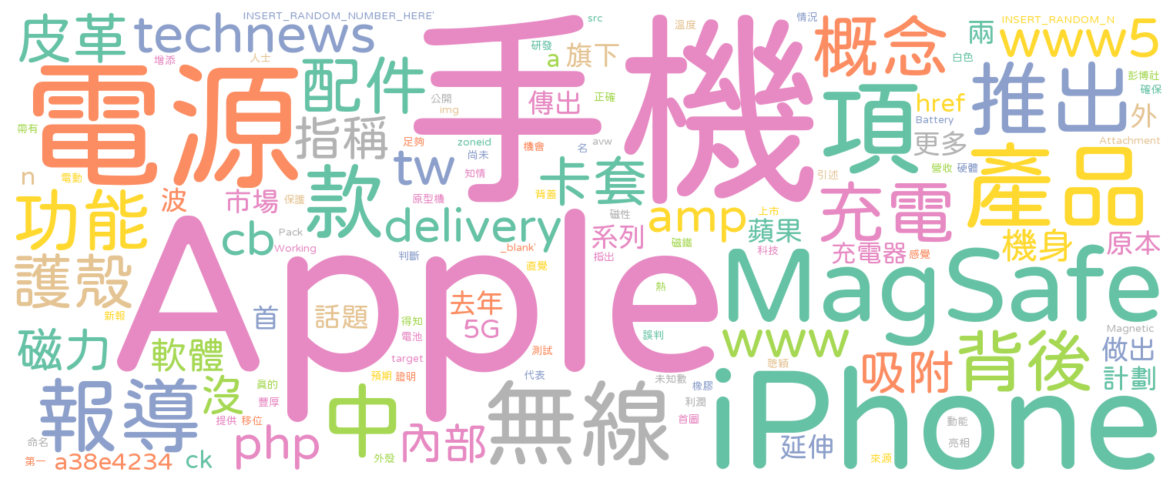 INSERT_RANDOM_NUMBER_HERE'
皮革
technews
增添
人士
電源
配件
指稱
手機
src
研發
a
旗下
傳出
正確
公開
img
溫度
情況
概念
兩
INSERT_RANDOM_N
www5
白色
彭博社
確保
項
href
Battery
推出
外
更多
Attachment
帶有
電動
n
波
市場
保護
款
tw
足夠
zoneid
尚未
知情
機會
名
avw
卡套
背蓋
原型機
引述
營收
硬體
產品
充電
功能
cb
Pack
Working
delivery
_blank'
判斷
直覺
磁性
系列
指出
磁鐵
amp
上市
蘋果
科技
充電器
感覺
機身
原本
護殼
新報
Apple
首
話題
去年
5G
得知
電池
target
熱
誤判
MagSafe
www
磁力
軟體
測試
預期
證明
代表
聽穎
未知數
吸附
背後
Magnetic
做出
計劃
報導
沒
真的
豐厚
提供
移位
中
無線
橡膠
利潤
首圖
iPhone
命名
第一
a38e4234
ck
php
外殼
內部
延伸
動能
亮相
來源